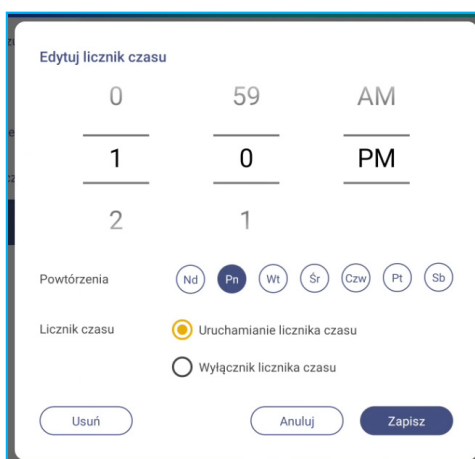 Edytuj licznik czasu
0 59 AM
1 0 PM
2 1
Powtórzenia Nd Pn Wt Śr Czw Pt Sb
Licznik czasu Uruchamianie licznika czasu
Wyłącznik licznika czasu
Usuń Anuluj Zapisz